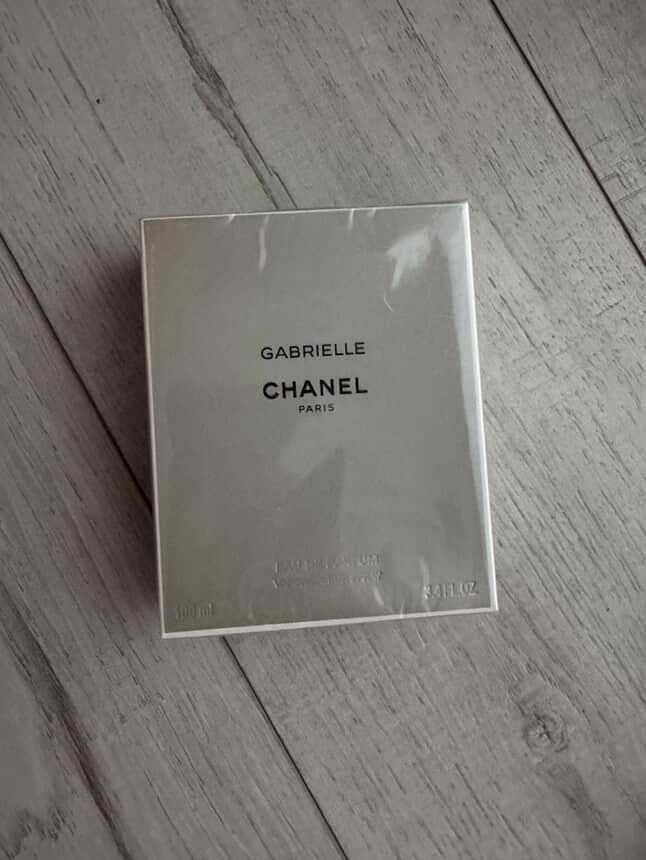 GABRIELLE
CHANEL
PARIS
EAU DE PARFUM
100 ml
3.4 FL. OZ